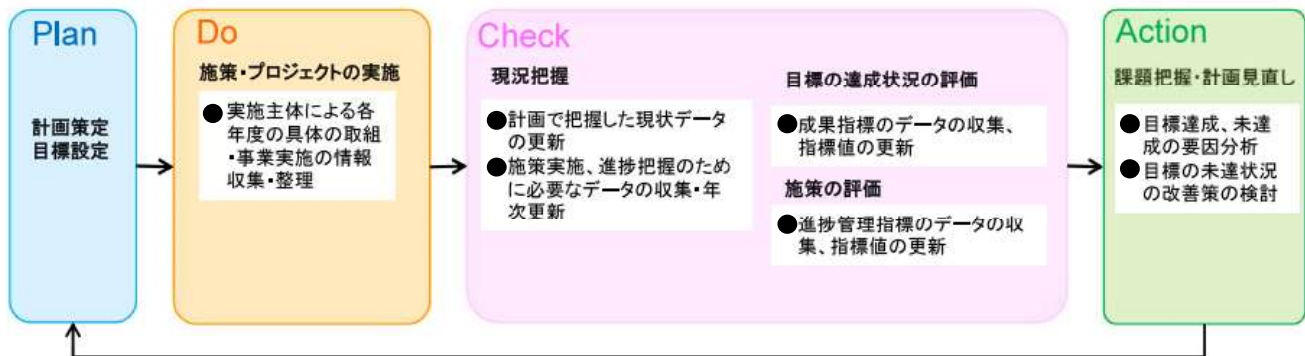 Plan
計画策定
目標設定
Do
施策・プロジェクトの実施
●実施主体による各
年度の具体の取組
・事業実施の情報
収集・整理
Check
現況把握
●計画で把握した現状データ
の更新
●施策実施、進捗把握のため
に必要なデータの収集・年
次更新
目標の達成状況の評価
●成果指標のデータの収集、
指標値の更新
施策の評価
●進捗管理指標のデータの収
集、指標値の更新
Action
課題把握・計画見直し
●目標達成、未達
成の要因分析
●目標の未達状況
の改善策の検討